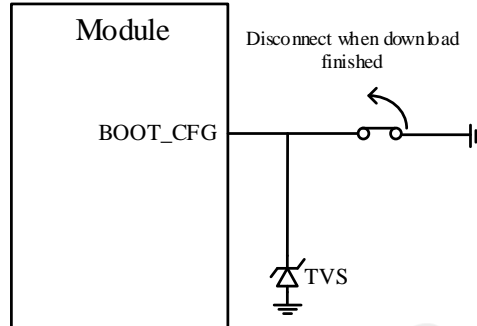 Module
Disconnect when download
finished
BOOT_CFG
TVS